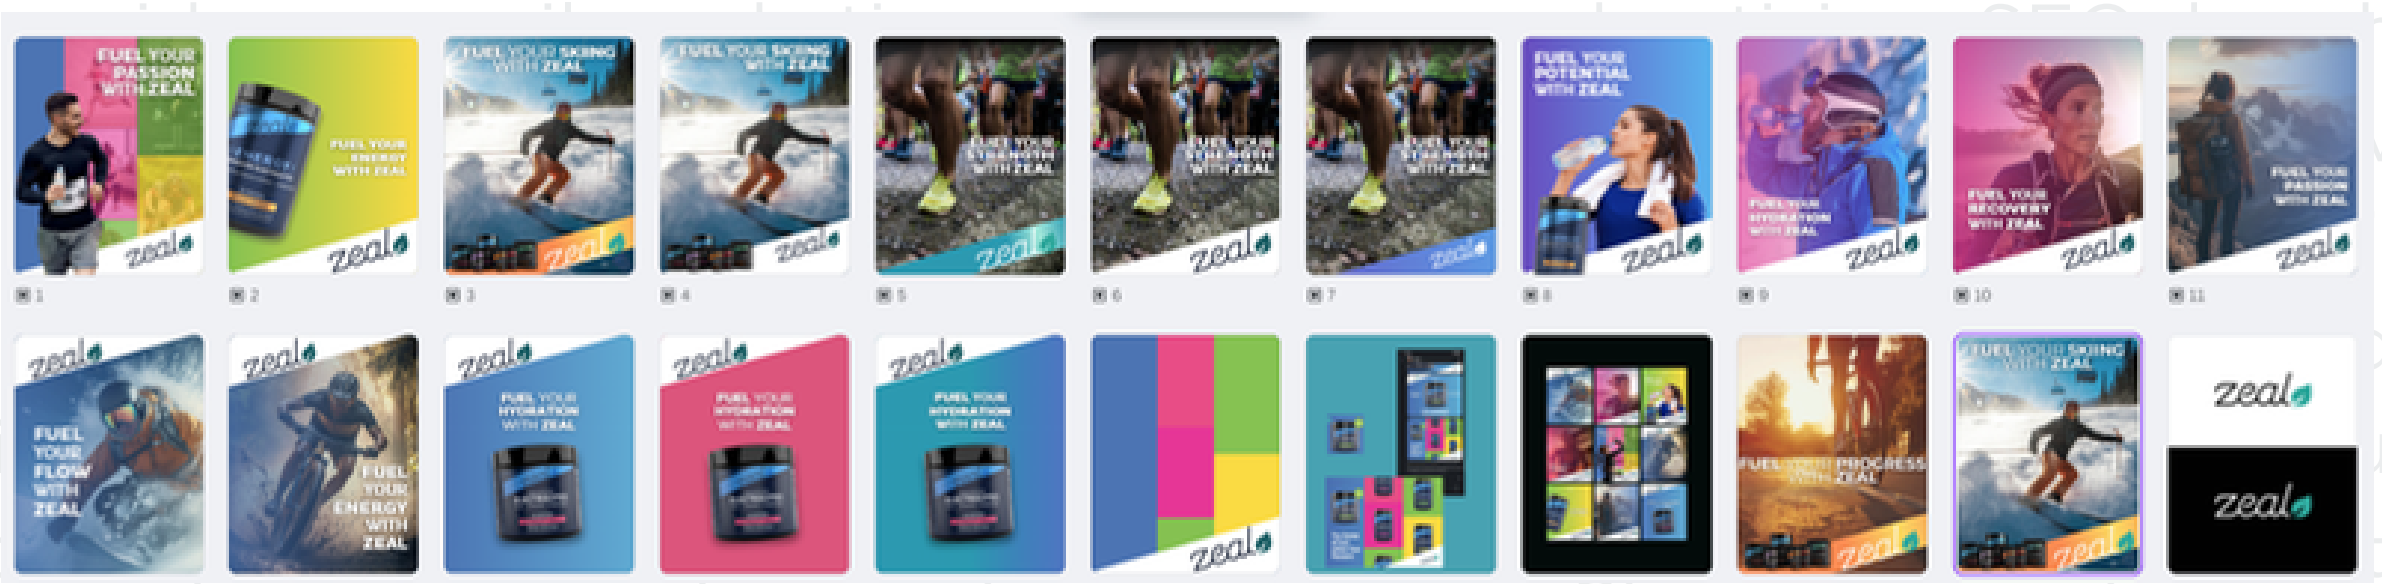 FUEL YOUR
PASSION
WITH ZEAL
zeal
1
FUEL YOUR
ENERGY
WITH ZEAL
zeal
2
FUEL YOUR SKIING
WITH ZEAL
zeal
3
FUEL YOUR SKIING
WITH ZEAL
zeal
4
FUEL YOUR
STRENGTH
WITH ZEAL
zeal
5
FUEL YOUR
STRENGTH
WITH ZEAL
zeal
6
FUEL YOUR
STRENGTH
WITH ZEAL
zeal
7
FUEL YOUR
POTENTIAL
WITH ZEAL
zeal
8
FUEL YOUR
HYDRATION
WITH ZEAL
zeal
9
FUEL YOUR
RECOVERY
WITH ZEAL
zeal
10
FUEL YOUR
PASSION
WITH ZEAL
zeal
11
zeal
FUEL
YOUR
FLOW
WITH
ZEAL
zeal
FUEL
YOUR
ENERGY
WITH
ZEAL
zeal
FUEL YOUR
HYDRATION
WITH ZEAL
zeal
FUEL YOUR
HYDRATION
WITH ZEAL
zeal
FUEL YOUR
HYDRATION
WITH ZEAL
zeal
FUEL YOUR PROGRESS
WITH ZEAL
zeal
FUEL YOUR SKIING
WITH ZEAL
zeal
zeal
zeal